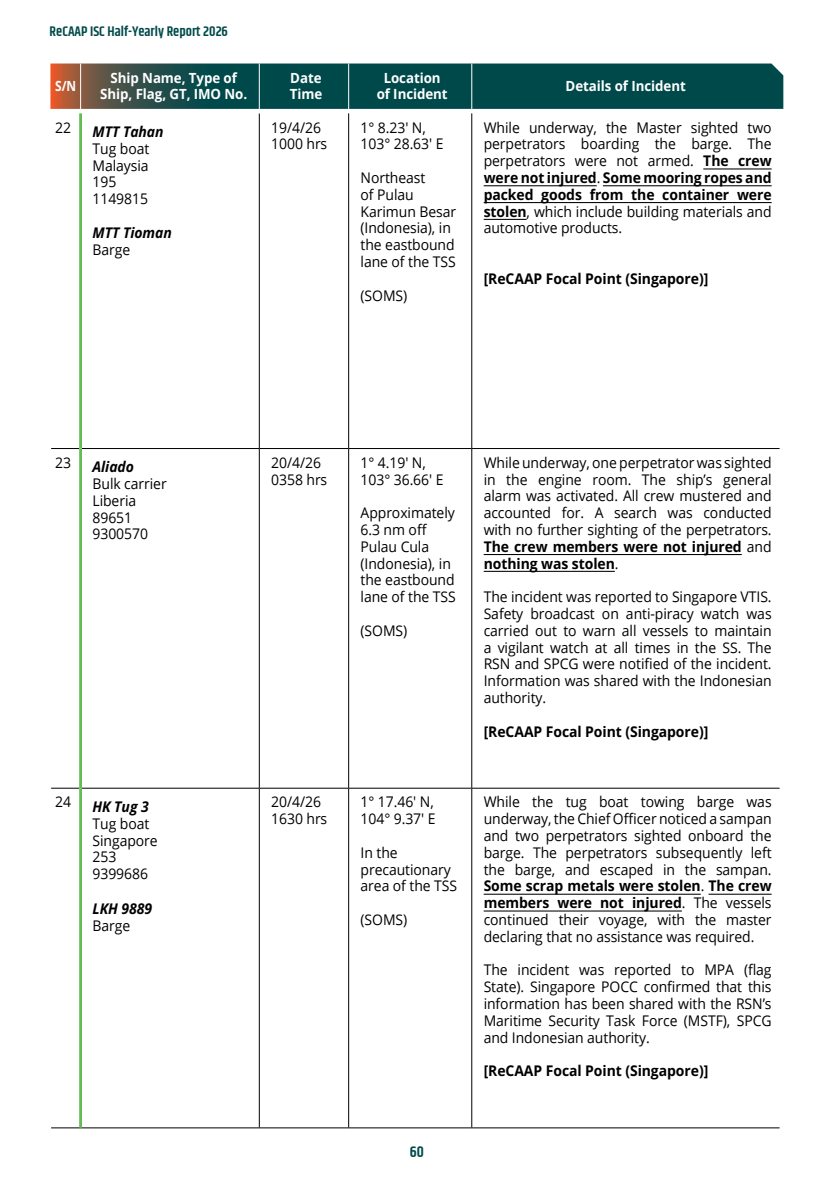 ReCAAP ISC Half-Yearly Report 2026
S/N
Ship Name, Type of
Ship, Flag, GT, IMO No.
Date
Time
Location
of Incident
Details of Incident
22
MTT Tahan
Tug boat
Malaysia
195
1149815
MTT Tioman
Barge
19/4/26
1000 hrs
1° 8.23' N,
103° 28.63' E
Northeast
of Pulau
Karimun Besar
(Indonesia), in
the eastbound
lane of the TSS
(SOMS)
While underway, the Master sighted two
perpetrators boarding the barge. The
perpetrators were not armed. The crew
were not injured. Some mooring ropes and
packed goods from the container were
stolen, which include building materials and
automotive products.
[ReCAAP Focal Point (Singapore)]
23
Aliado
Bulk carrier
Liberia
89651
9300570
20/4/26
0358 hrs
1° 4.19' N,
103° 36.66' E
Approximately
6.3 nm off
Pulau Cula
(Indonesia), in
the eastbound
lane of the TSS
(SOMS)
While underway, one perpetrator was sighted
in the engine room. The ship's general
alarm was activated. All crew mustered and
accounted for. A search was conducted
with no further sighting of the perpetrators.
The crew members were not injured and
nothing was stolen.
The incident was reported to Singapore VTIS.
Safety broadcast on anti-piracy watch was
carried out to warn all vessels to maintain
a vigilant watch at all times in the SS. The
RSN and SPCG were notified of the incident.
Information was shared with the Indonesian
authority.
[ReCAAP Focal Point (Singapore)]
24
HK Tug 3
Tug boat
Singapore
253
9399686
LKH 9889
Barge
20/4/26
1630 hrs
1° 17.46' N,
104° 9.37' E
In the
precautionary
area of the TSS
(SOMS)
While the tug boat towing barge was
underway, the Chief Officer noticed a sampan
and two perpetrators sighted onboard the
barge. The perpetrators subsequently left
the barge, and escaped in the sampan.
Some scrap metals were stolen. The crew
members were not injured. The vessels
continued their voyage, with the master
declaring that no assistance was required.
The incident was reported to MPA (flag
State). Singapore POCC confirmed that this
information has been shared with the RSN's
Maritime Security Task Force (MSTF), SPCG
and Indonesian authority.
[ReCAAP Focal Point (Singapore)]
60